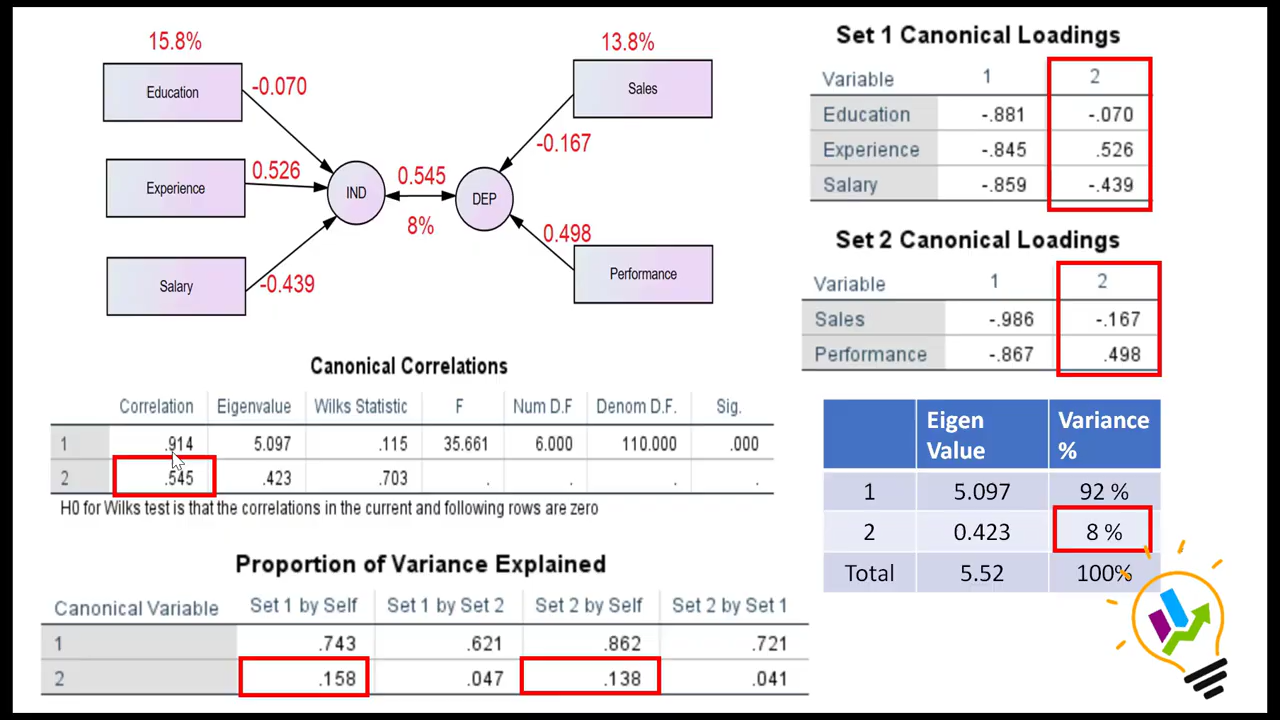 15.8%
Education
-0.070
Experience
0.526
Salary
-0.439
IND
0.545
8%
DEP
13.8%
Sales
-0.167
0.498
Performance
Set 1 Canonical Loadings
Variable 1 2
Education -.881 -.070
Experience -.845 .526
Salary -.859 -.439
Set 2 Canonical Loadings
Variable 1 2
Sales -.986 -.167
Performance -.867 .498
Canonical Correlations
Correlation Eigenvalue Wilks Statistic F Num D.F Denom D.F. Sig.
1 .914 5.097 .115 35.661 6.000 110.000 .000
2 .545 .423 .703 . . . .
H0 for Wilks test is that the correlations in the current and following rows are zero
Eigen Value Variance %
1 5.097 92 %
2 0.423 8 %
Total 5.52 100%
Proportion of Variance Explained
Canonical Variable Set 1 by Self Set 1 by Set 2 Set 2 by Self Set 2 by Set 1
1 .743 .621 .862 .721
2 .158 .047 .138 .041